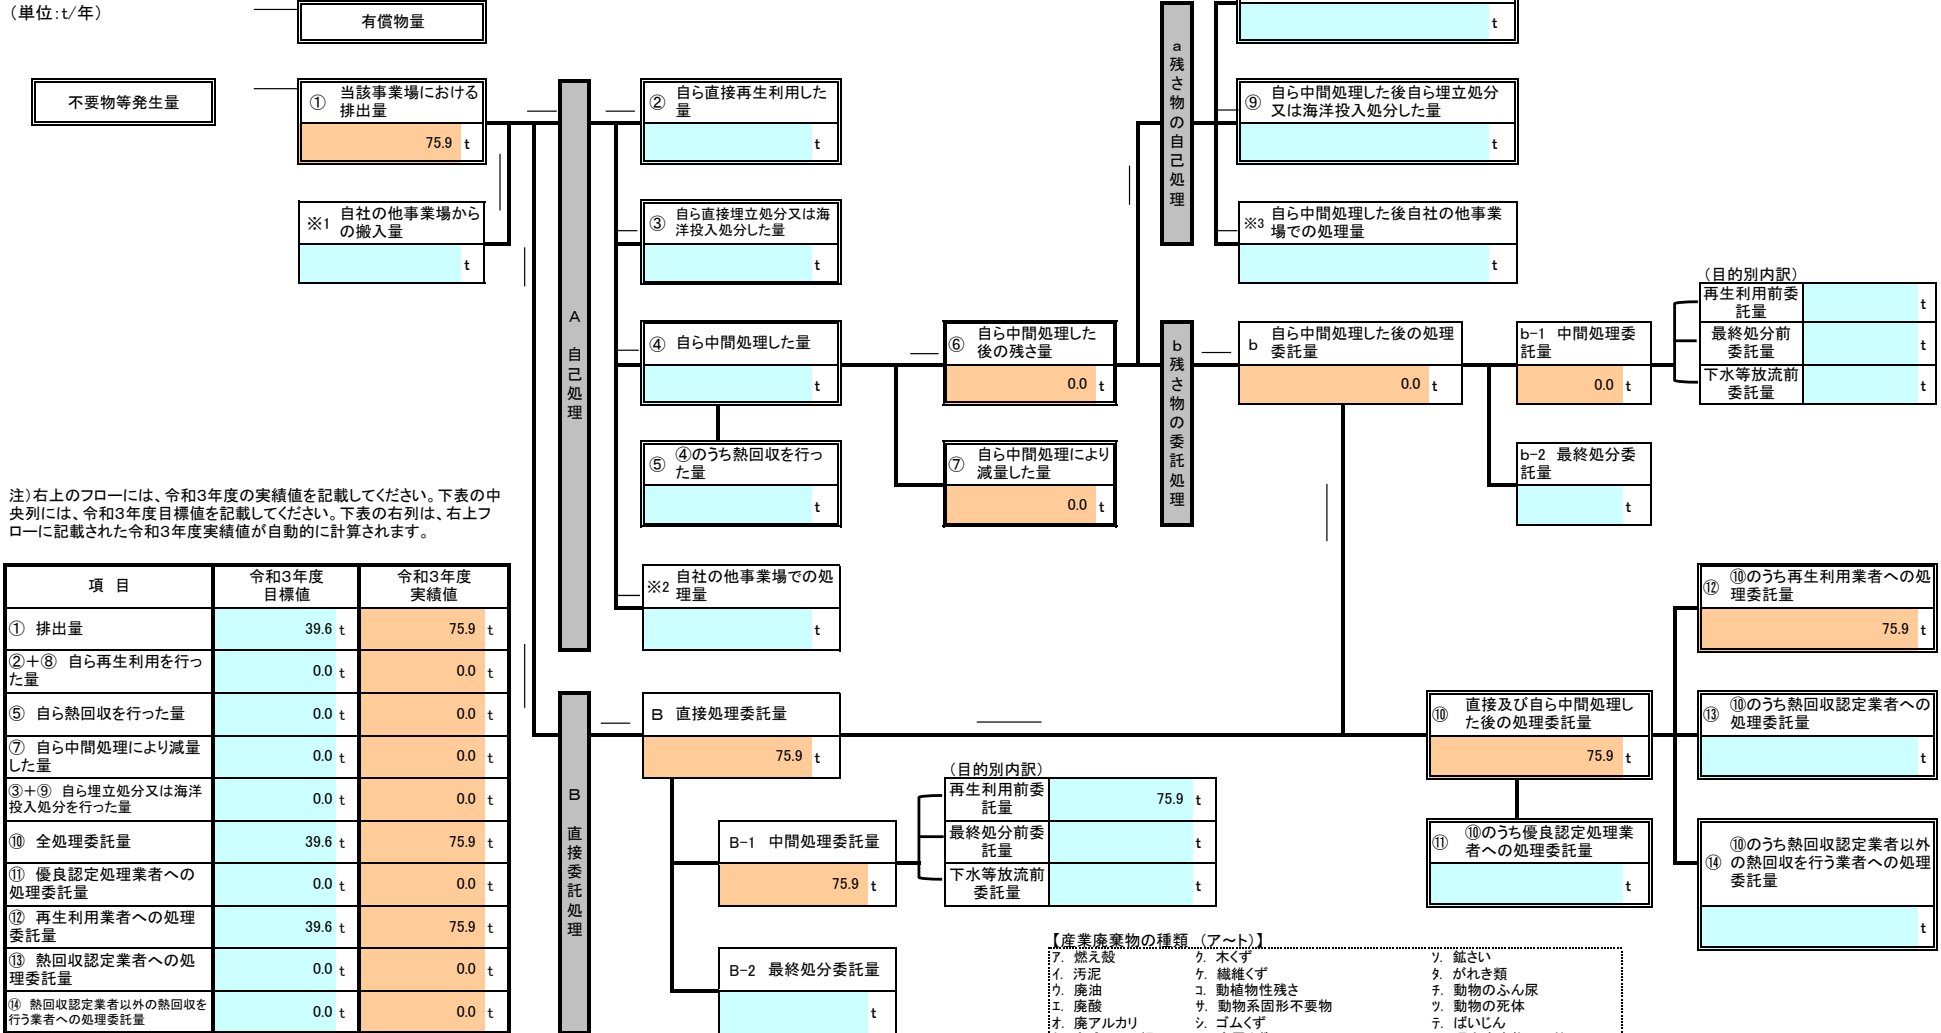 （単位:t/年）
有償物量
t
不要物等発生量
① 当該事業場における
排出量
75.9 t
② 自ら直接再生利用した
量
t
a
残さ物の自己処理
⑨ 自ら中間処理した後自ら埋立処分
又は海洋投入処分した量
t
※1 自社の他事業場から
の搬入量
t
③ 自ら直接埋立処分又は海
洋投入処分した量
t
※3 自ら中間処理した後自社の他事業
場での処理量
t
A
自己処理
④ 自ら中間処理した量
t
⑥ 自ら中間処理した
後の残さ量
0.0 t
b
残さ物の委託処理
b 自ら中間処理した後の処理
委託量
0.0 t
b-1 中間処理委
託量
0.0 t
（目的別内訳）
再生利用前委
託量
t
最終処分前
委託量
t
下水等放流前
委託量
t
⑤ ④のうち熱回収を行っ
た量
t
⑦ 自ら中間処理により
減量した量
0.0 t
b-2 最終処分委
託量
t
注）右上のフローには、令和3年度の実績値を記載してください。下表の中
央列には、令和3年度目標値を記載してください。下表の右列は、右上フ
ローに記載された令和3年度実績値が自動的に計算されます。
※2 自社の他事業場での処
理量
t
項 目
令和3年度
目標値
令和3年度
実績値
① 排出量 39.6 t 75.9 t
②＋⑧ 自ら再生利用を行っ
た量 0.0 t 0.0 t
⑤ 自ら熱回収を行った量 0.0 t 0.0 t
⑦ 自ら中間処理により減量
した量 0.0 t 0.0 t
③＋⑨ 自ら埋立処分又は海洋
投入処分を行った量 0.0 t 0.0 t
⑩ 全処理委託量 39.6 t 75.9 t
⑪ 優良認定処理業者への
処理委託量 0.0 t 0.0 t
⑫ 再生利用業者への処理
委託量 39.6 t 75.9 t
⑬ 熱回収認定業者への処
理委託量 0.0 t 0.0 t
⑭ 熱回収認定業者以外の熱回収を
行う業者への処理委託量 0.0 t 0.0 t
B
直接委託処理
B 直接処理委託量
75.9 t
B-1 中間処理委託量
75.9 t
（目的別内訳）
再生利用前委
託量
75.9 t
最終処分前委
託量
t
下水等放流前
委託量
t
B-2 最終処分委託量
t
⑩ 直接及び自ら中間処理し
た後の処理委託量
75.9 t
⑪ ⑩のうち優良認定処理業
者への処理委託量
t
⑫ ⑩のうち再生利用業者への処
理委託量
75.9 t
⑬ ⑩のうち熱回収認定業者への
処理委託量
t
⑭ ⑩のうち熱回収認定業者以外
の熱回収を行う業者への処理
委託量
t
【産業廃棄物の種類 （ア～ト）】
ア. 燃え殻 ク. 木くず ソ. 鉱さい
イ. 汚泥 ケ. 繊維くず タ. がれき類
ウ. 廃油 コ. 動植物性残さ チ. 動物のふん尿
エ. 廃酸 サ. 動物系固形不要物 ツ. 動物の死体
オ. 廃アルカリ シ. ゴムくず テ. ばいじん